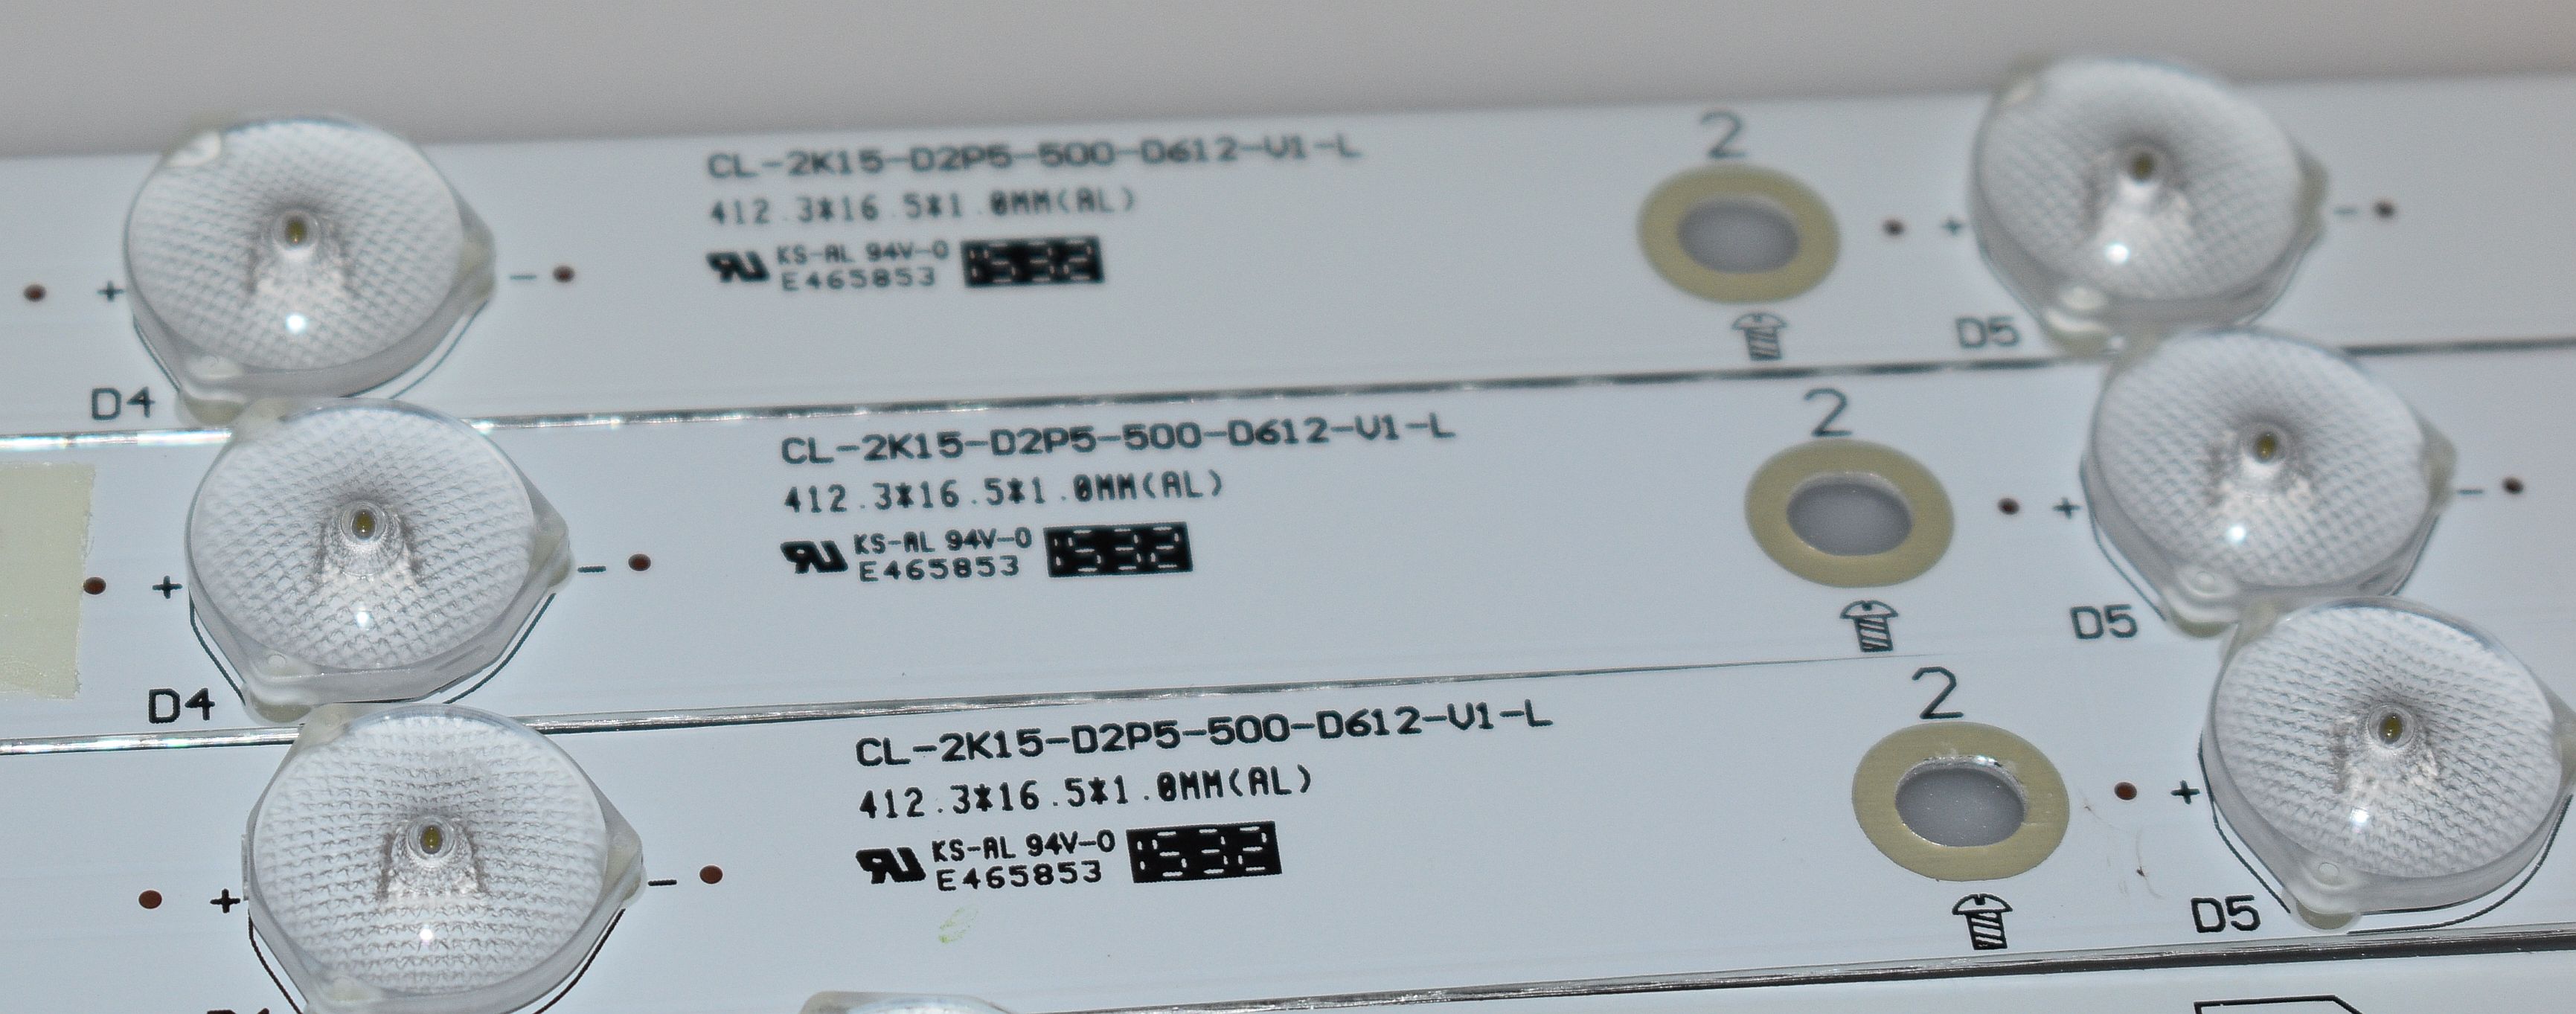 2
CL-2K15-D2P5-500-D612-V1-L
412.3*16.5*1.0MM(AL)
KS-AL 94V-0
E465853
1532
+ -
+ -
D4
D5
2
CL-2K15-D2P5-500-D612-V1-L
412.3*16.5*1.0MM(AL)
KS-AL 94V-0
E465853
1532
+ -
+ -
D4
D5
2
CL-2K15-D2P5-500-D612-V1-L
412.3*16.5*1.0MM(AL)
KS-AL 94V-0
E465853
1532
+ -
+
D5